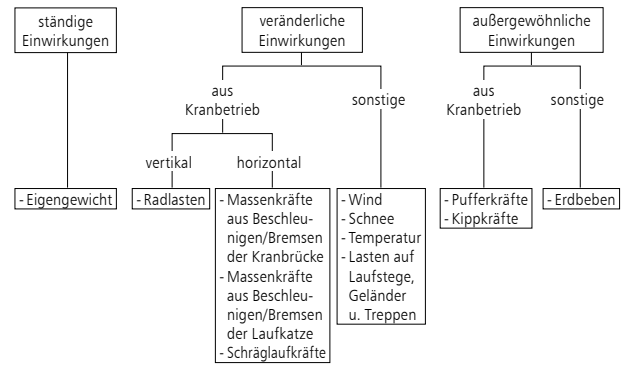 ständige
Einwirkungen
veränderliche
Einwirkungen
außergewöhnliche
Einwirkungen
aus
Kranbetrieb
sonstige
aus
Kranbetrieb
sonstige
vertikal
horizontal
- Eigengewicht
- Radlasten
- Massenkräfte
aus Beschleu-
nigen/Bremsen
der Kranbrücke
- Massenkräfte
aus Beschleu-
nigen/Bremsen
der Laufkatze
- Schräglaufkräfte
- Wind
- Schnee
- Temperatur
- Lasten auf
Laufstege,
Geländer
u. Treppen
- Pufferkräfte
- Kippkräfte
- Erdbeben